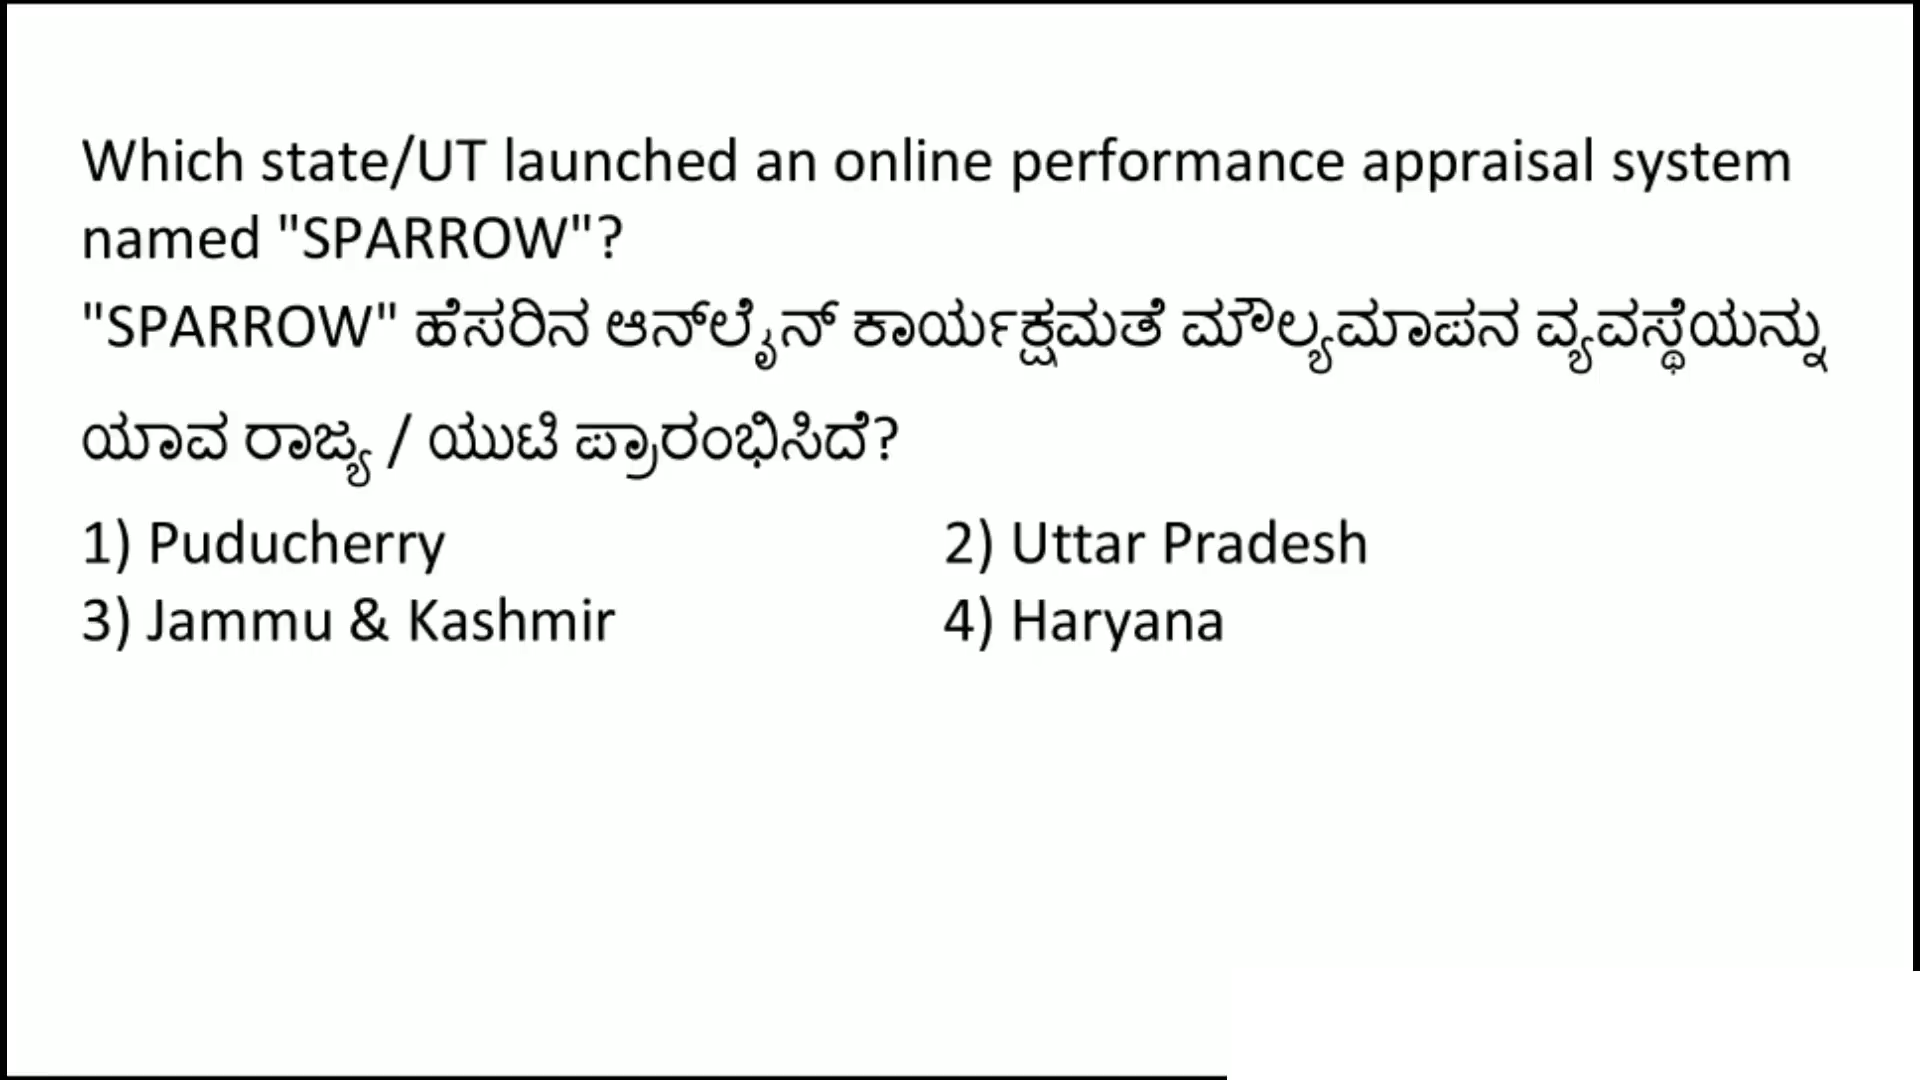 Which state/UT launched an online performance appraisal system
named "SPARROW"?
"SPARROW" ಹೆಸರಿನ ಆನ್‌ಲೈನ್ ಕಾರ್ಯಕ್ಷಮತೆ ಮೌಲ್ಯಮಾಪನ ವ್ಯವಸ್ಥೆಯನ್ನು
ಯಾವ ರಾಜ್ಯ / ಯುಟಿ ಪ್ರಾರಂಭಿಸಿದೆ?
1) Puducherry 2) Uttar Pradesh
3) Jammu & Kashmir 4) Haryana